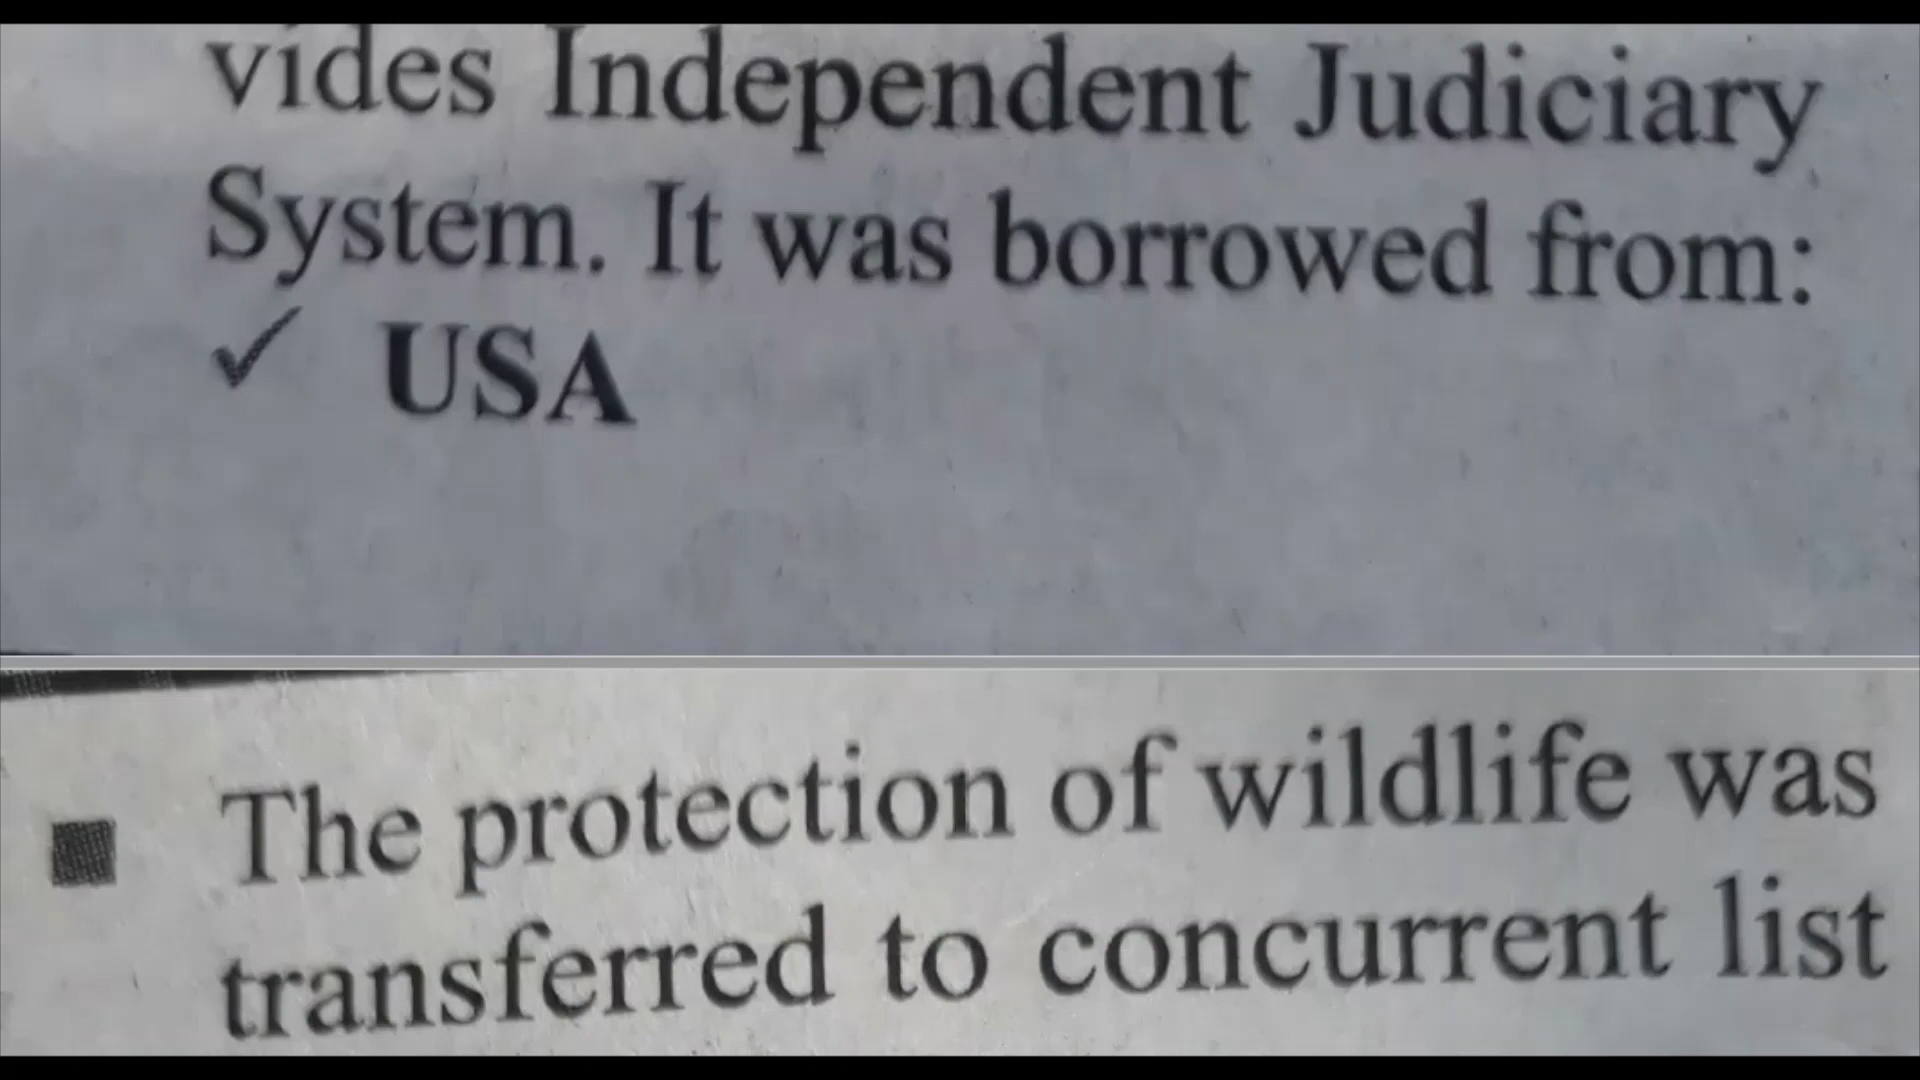 vides Independent Judiciary
System. It was borrowed from:
✓ USA
■ The protection of wildlife was
transferred to concurrent list